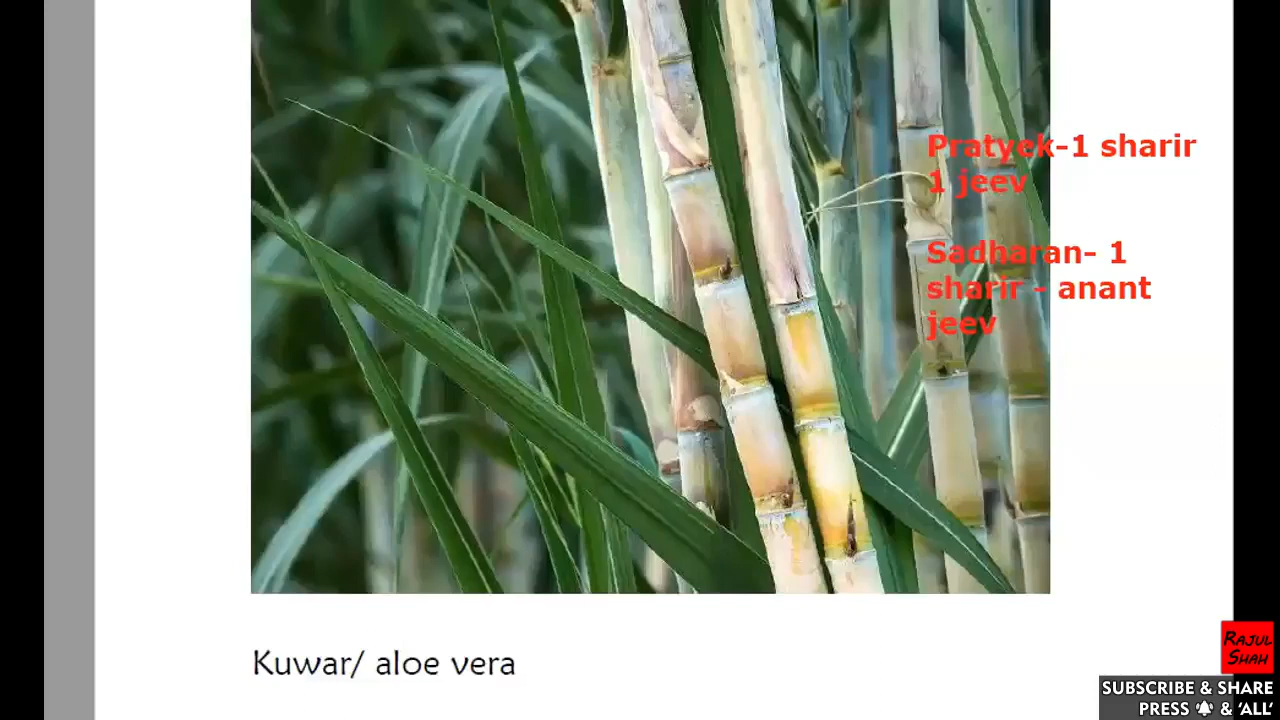 Pratyek-1 sharir
1 jeev
Sadharan- 1
sharir - anant
jeev
Kuwar/ aloe vera
RAJUL
SHAH
SUBSCRIBE & SHARE
PRESS 🔔 & 'ALL'